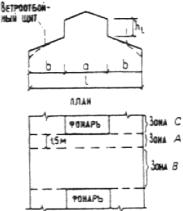 ВЕТРООТБОЙ-
НЫЙ ЩИТ
h₁
b a b
l
ПЛАН
ФОНАРЬ
ЗОНА C
1,5м
ЗОНА A
ЗОНА B
ФОНАРЬ